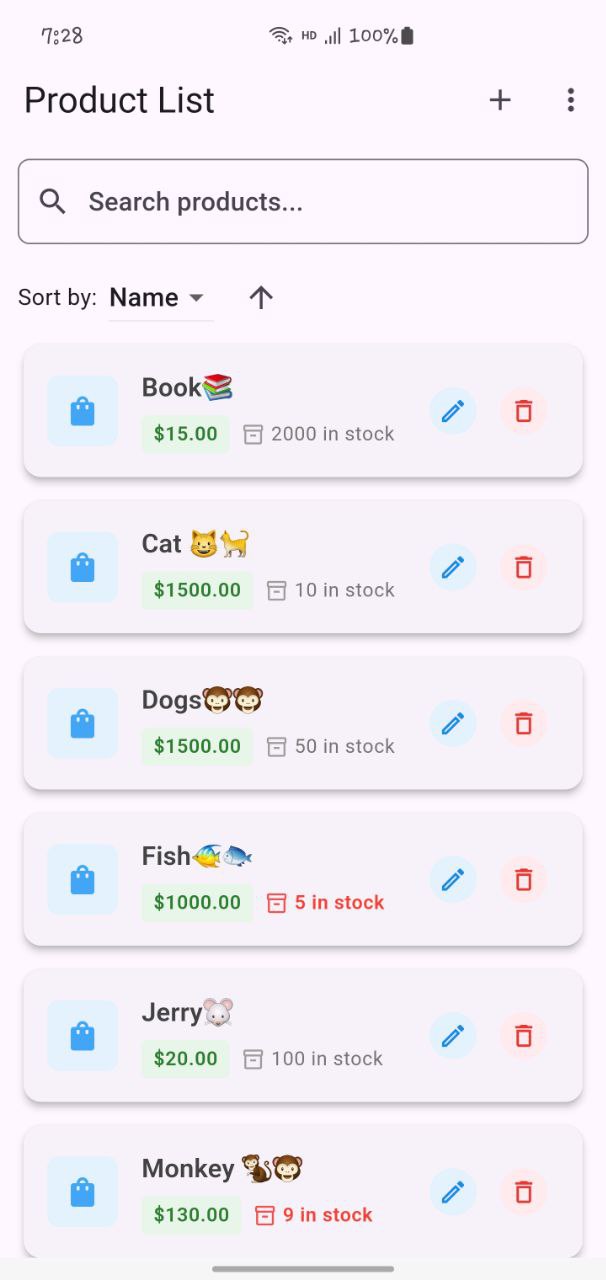 7:28 HD 100%
Product List
Search products...
Sort by: Name
Book📚
$15.00 2000 in stock
Cat 😺🐈
$1500.00 10 in stock
Dogs🐵🐵
$1500.00 50 in stock
Fish🐠🐟
$1000.00 5 in stock
Jerry🐭
$20.00 100 in stock
Monkey 🐒🐵
$130.00 9 in stock